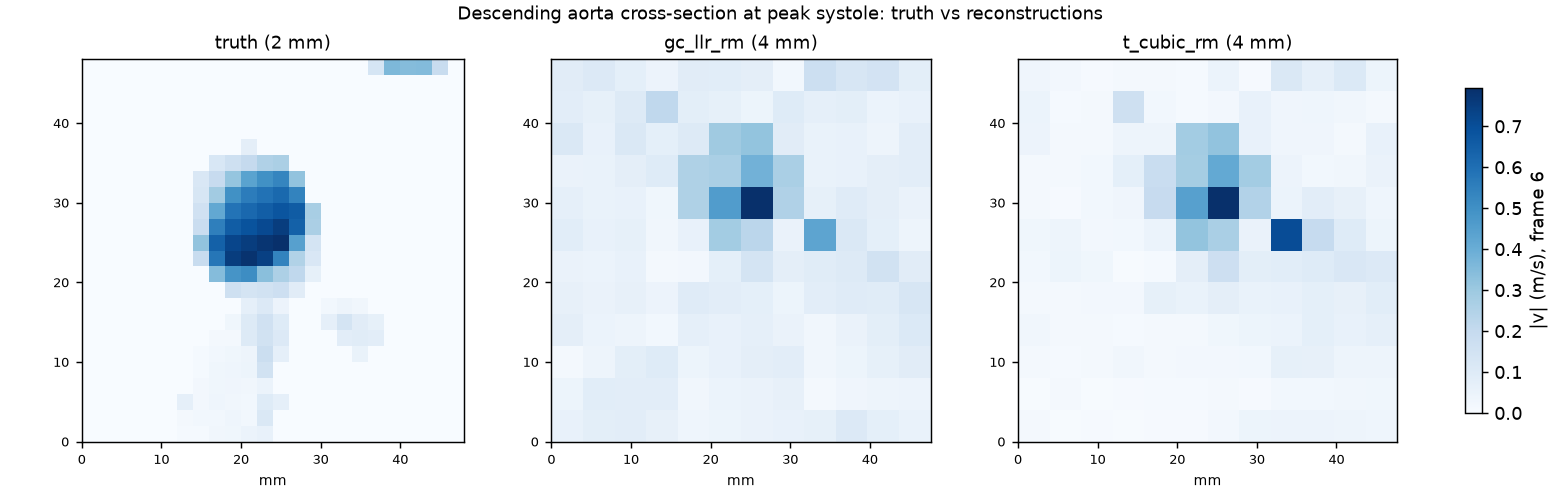 Descending aorta cross-section at peak systole: truth vs reconstructions
truth (2 mm)
gc_llr_rm (4 mm)
t_cubic_rm (4 mm)
40
30
20
10
0
0 10 20 30 40
mm
40
30
20
10
0
0 10 20 30 40
mm
40
30
20
10
0
0 10 20 30 40
mm
0.7
0.6
0.5
0.4
0.3
0.2
0.1
0.0
|v| (m/s), frame 6